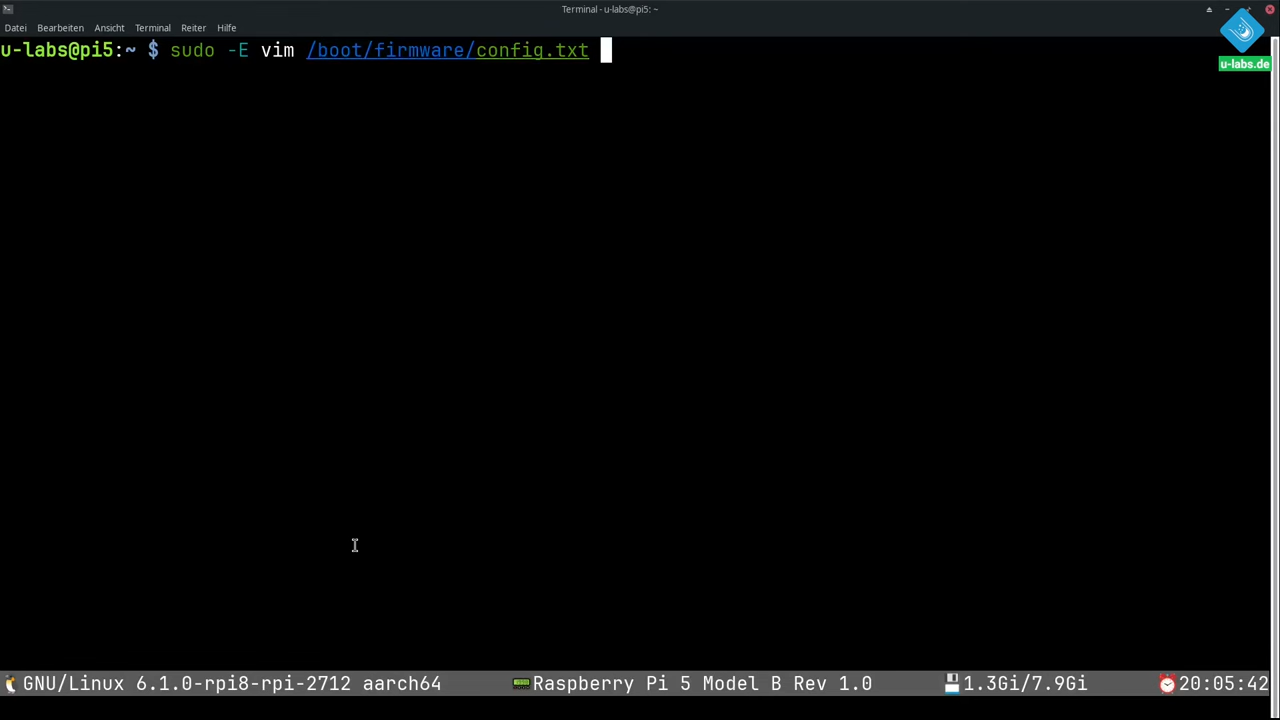 Terminal - u-labs@pi5: ~
Datei Bearbeiten Ansicht Terminal Reiter Hilfe
u-labs@pi5:~ $ sudo -E vim /boot/firmware/config.txt
u-labs.de
GNU/Linux 6.1.0-rpi8-rpi-2712 aarch64 Raspberry Pi 5 Model B Rev 1.0 1.3Gi/7.9Gi 20:05:42